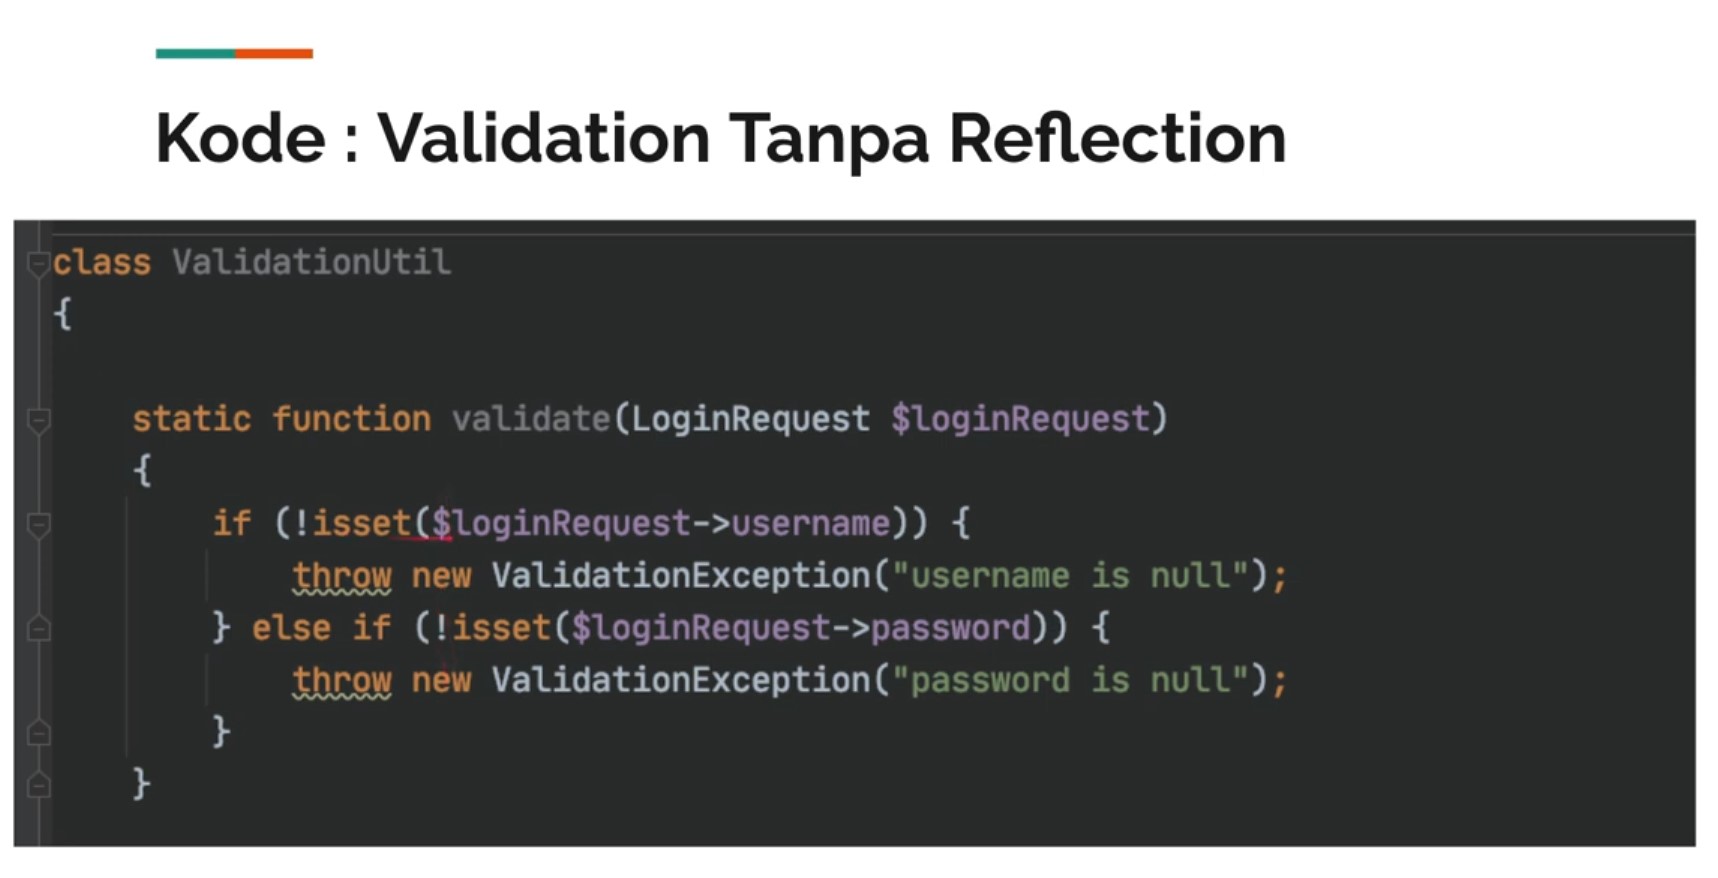 Kode : Validation Tanpa Reflection
class ValidationUtil
{
static function validate(LoginRequest $loginRequest)
{
if (!isset($loginRequest->username)) {
throw new ValidationException("username is null");
} else if (!isset($loginRequest->password)) {
throw new ValidationException("password is null");
}
}